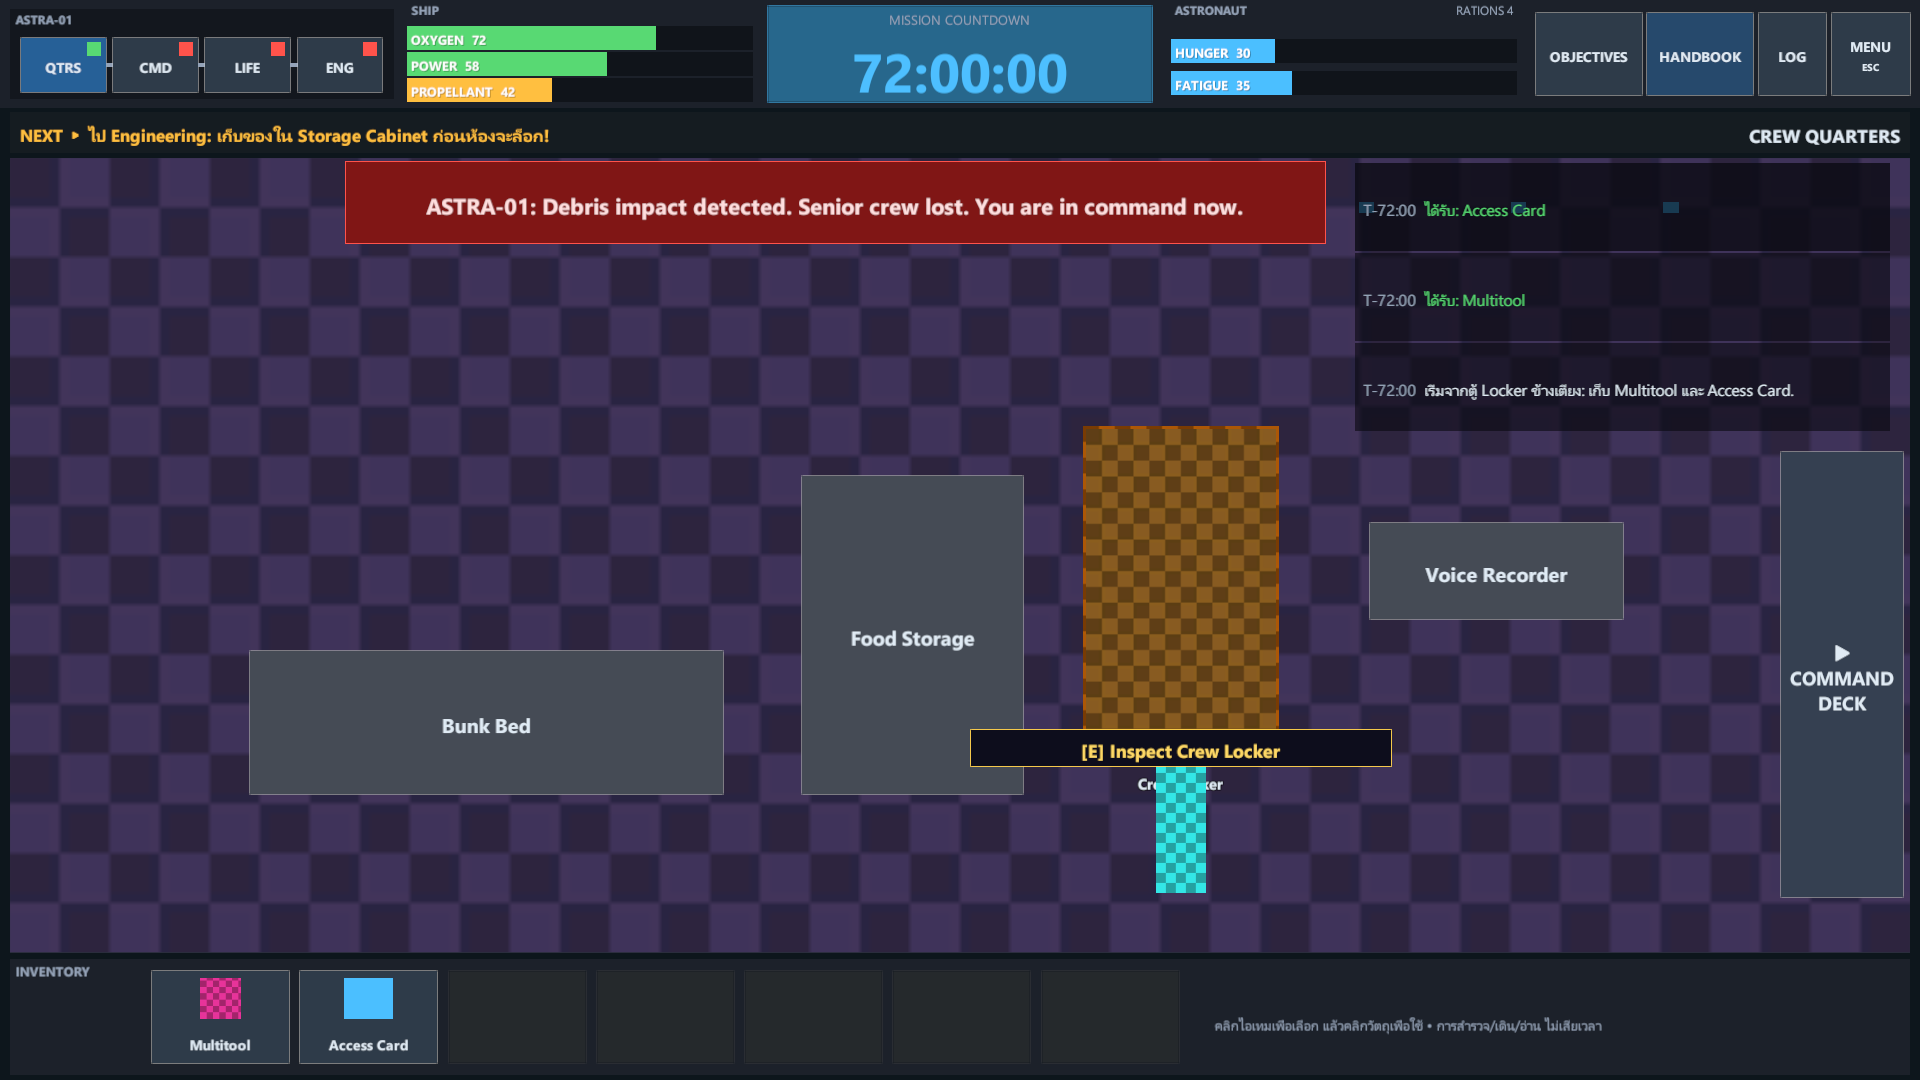 ASTRA-01
QTRS
CMD
LIFE
ENG
SHIP
OXYGEN 72
POWER 58
PROPELLANT 42
MISSION COUNTDOWN
72:00:00
ASTRONAUT
RATIONS 4
HUNGER 30
FATIGUE 35
OBJECTIVES
HANDBOOK
LOG
MENU
ESC
NEXT ▸ ไป Engineering: เก็บของใน Storage Cabinet ก่อนห้องจะล็อก!
CREW QUARTERS
ASTRA-01: Debris impact detected. Senior crew lost. You are in command now.
T-72:00 ได้รับ: Access Card
T-72:00 ได้รับ: Multitool
T-72:00 เริ่มจากตู้ Locker ข้างเตียง: เก็บ Multitool และ Access Card.
Voice Recorder
Food Storage
Bunk Bed
▶
COMMAND
DECK
[E] Inspect Crew Locker
INVENTORY
Multitool
Access Card
คลิกไอเทมเพื่อเลือก แล้วคลิกวัตถุเพื่อใช้ • การสำรวจ/เดิน/อ่าน ไม่เสียเวลา